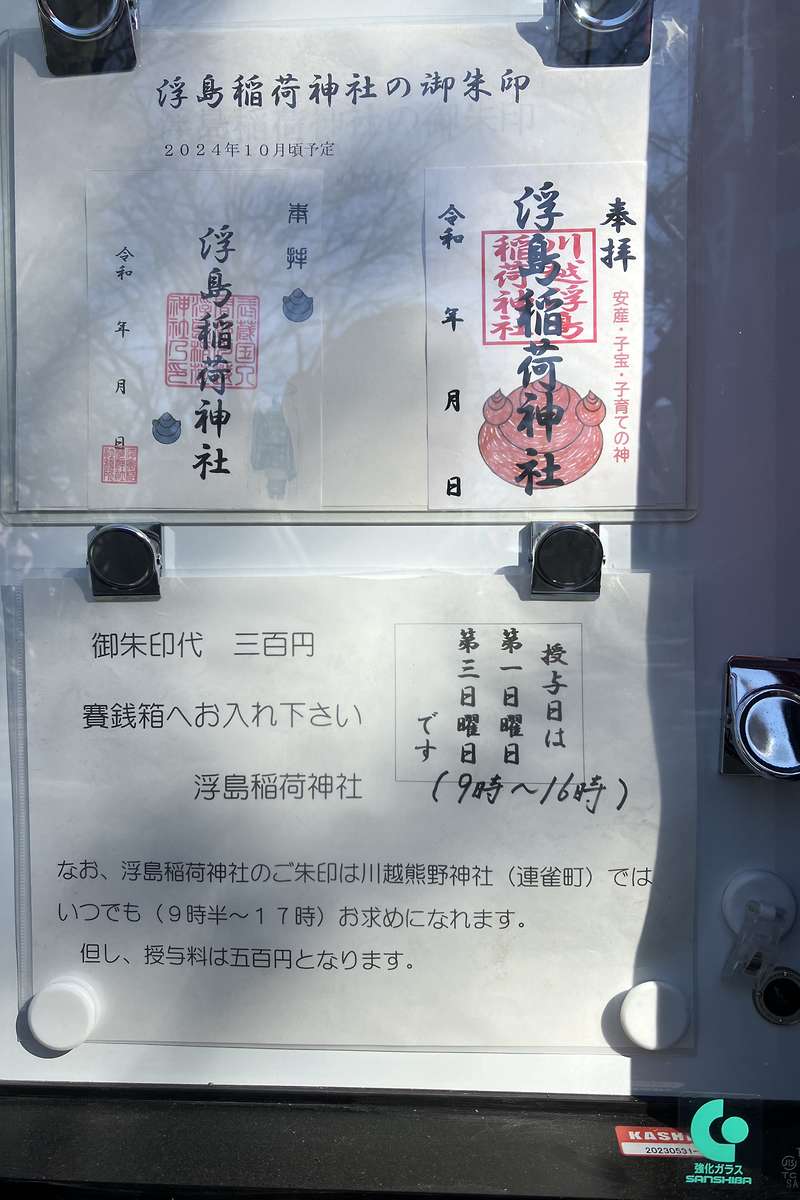 浮島稲荷神社の御朱印
2024年10月頃予定
奉拝
浮島稲荷神社
令和 年 月 日
奉拝
安産・子宝・子育ての神
浮島稲荷神社
川越浮島
稲荷神社
令和 年 月 日
御朱印代 三百円
賽銭箱へお入れ下さい
浮島稲荷神社
授与日は
第一日曜日
第三日曜日
です
(9時~16時)
なお、浮島稲荷神社のご朱印は川越熊野神社(連雀町)では
いつでも(9時半~17時)お求めになれます。
但し、授与料は五百円となります。
強化ガラス
SANSHIBA